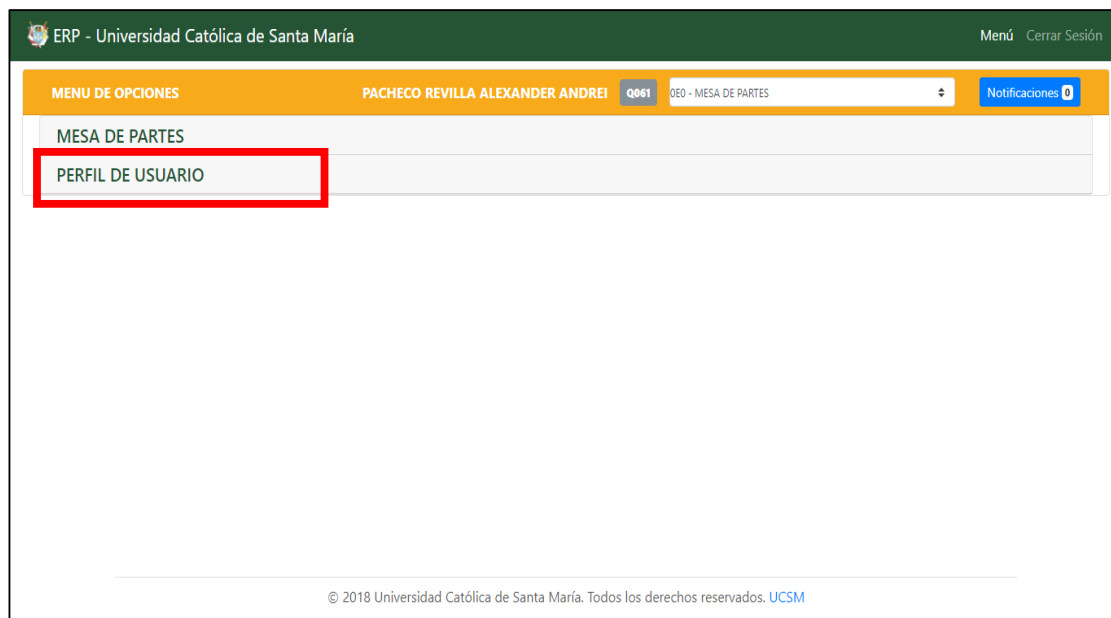 ERP - Universidad Católica de Santa María Menú Cerrar Sesión
MENU DE OPCIONES PACHECO REVILLA ALEXANDER ANDREI Q061 0E0 - MESA DE PARTES Notificaciones 0
MESA DE PARTES
PERFIL DE USUARIO
© 2018 Universidad Católica de Santa María. Todos los derechos reservados. UCSM